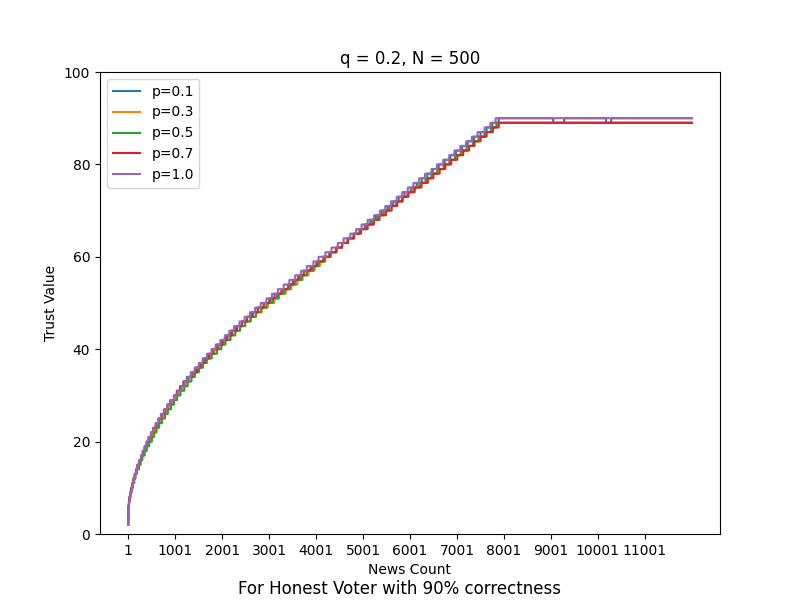 q = 0.2, N = 500
100
80
60
40
20
0
Trust Value
p=0.1
p=0.3
p=0.5
p=0.7
p=1.0
1 1001 2001 3001 4001 5001 6001 7001 8001 9001 10001 11001
News Count
For Honest Voter with 90% correctness